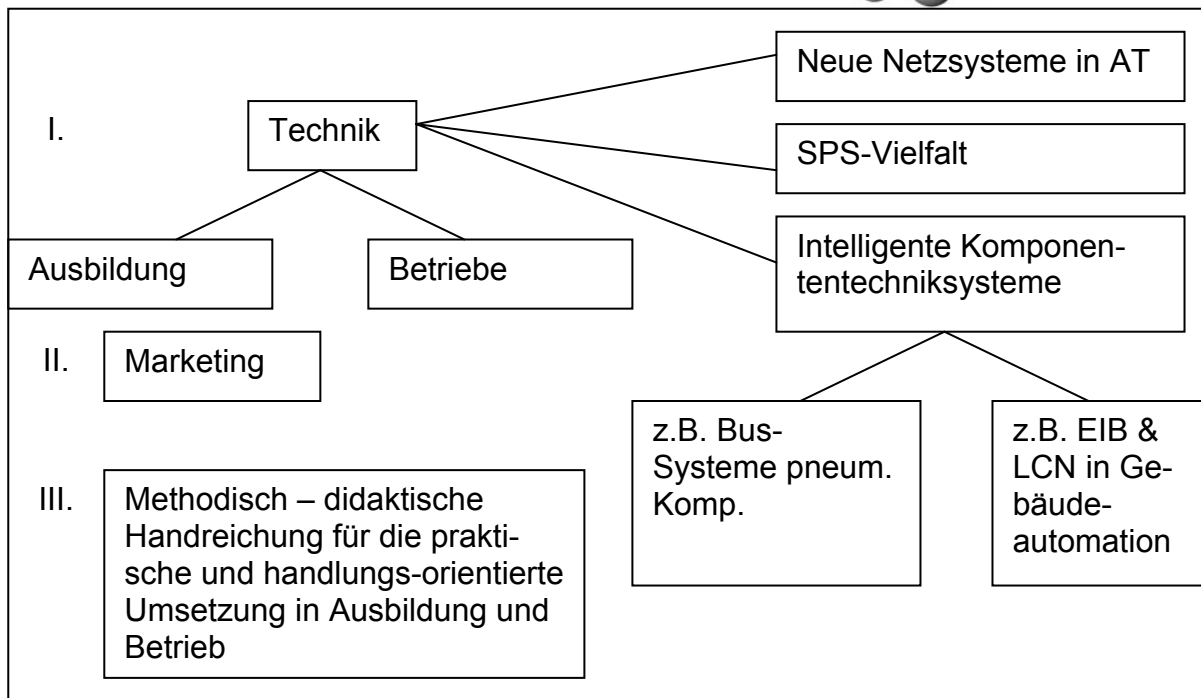 Neue Netzsysteme in AT
I.
Technik
SPS-Vielfalt
Intelligente Komponen-
tentechniksysteme
Ausbildung
Betriebe
II.
Marketing
z.B. Bus-
Systeme pneum.
Komp.
z.B. EIB &
LCN in Ge-
bäude-
automation
III.
Methodisch – didaktische
Handreichung für die prakti-
sche und handlungs-orientierte
Umsetzung in Ausbildung und
Betrieb